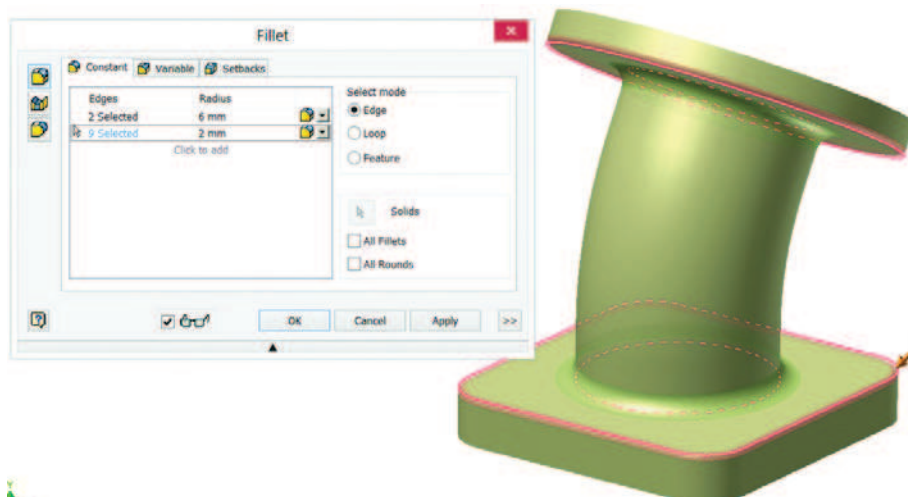 Fillet
Constant Variable Setbacks
Edges Radius
2 Selected 6 mm
9 Selected 2 mm
Click to add
Select mode
Edge
Loop
Feature
Solids
All Fillets
All Rounds
OK Cancel Apply >>
Y